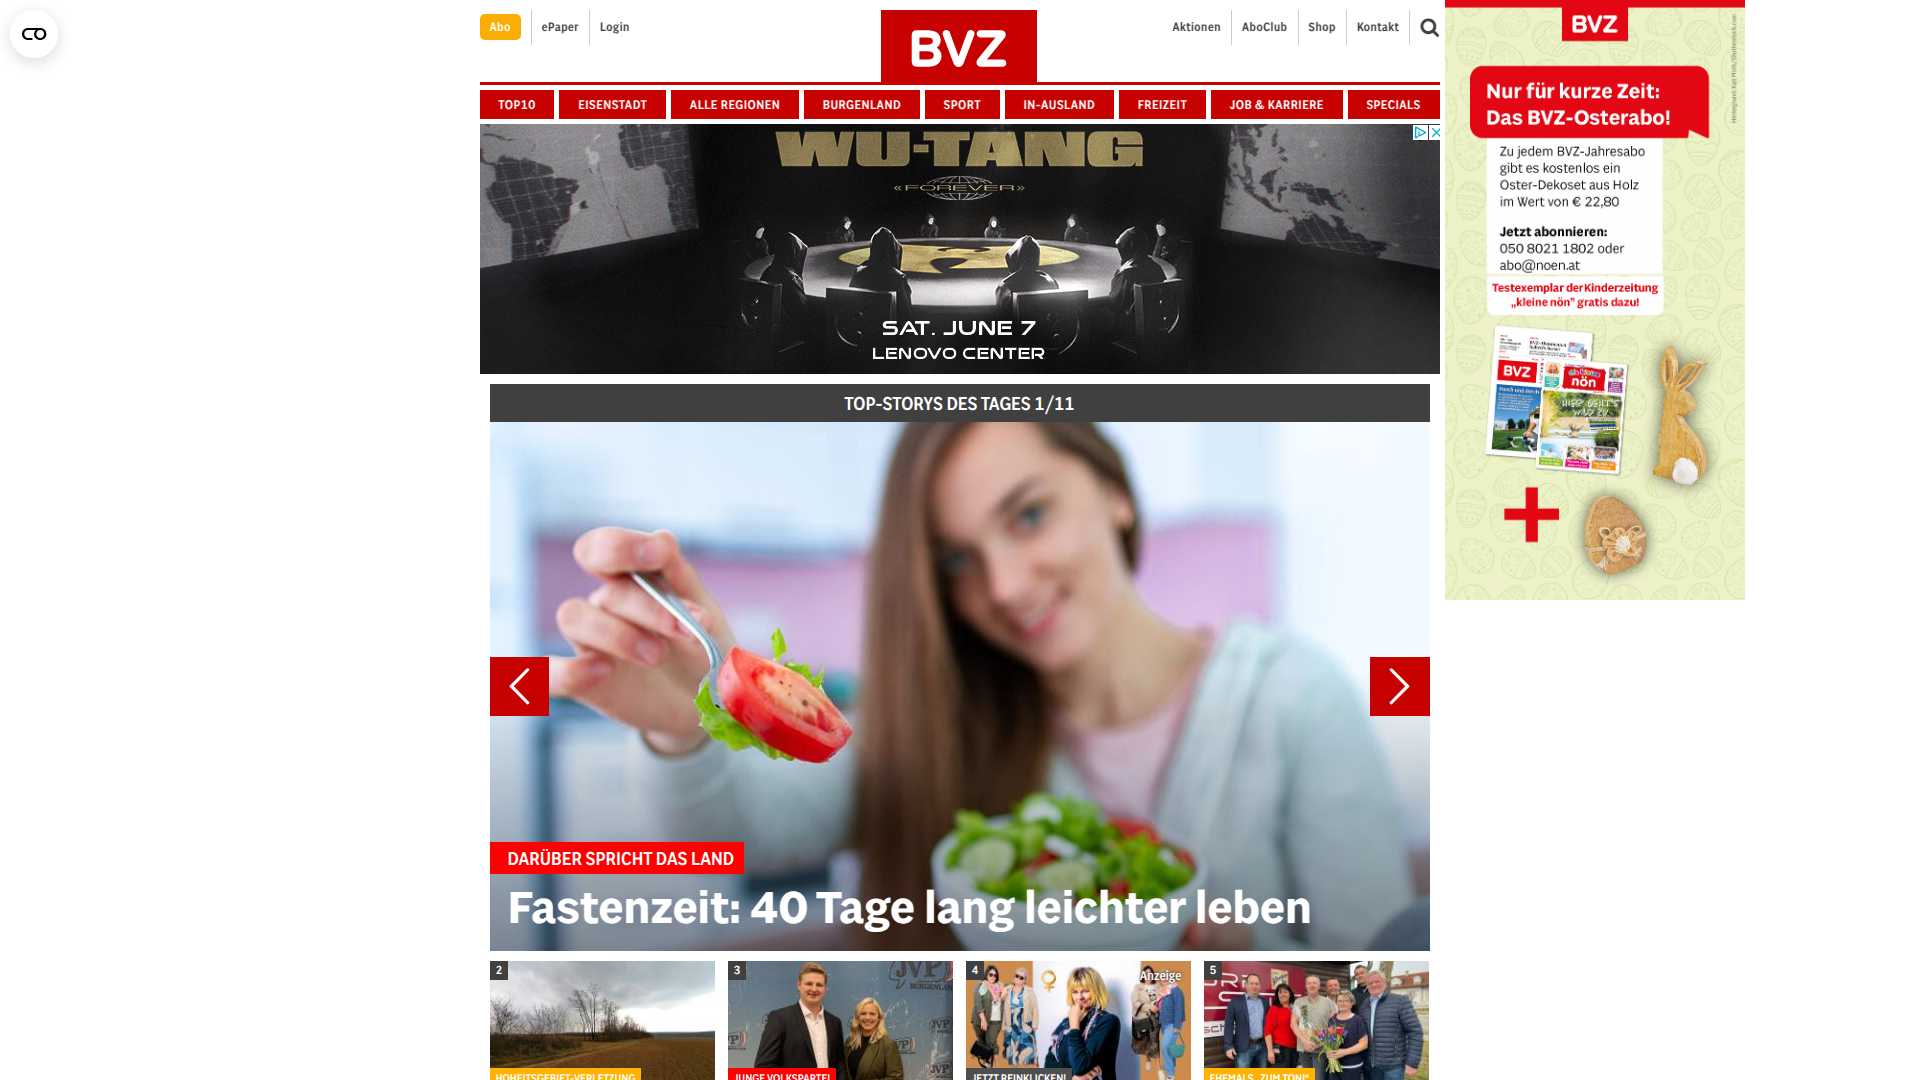 Abo
ePaper
Login
BVZ
Aktionen
AboClub
Shop
Kontakt
TOP10
EISENSTADT
ALLE REGIONEN
BURGENLAND
SPORT
IN-AUSLAND
FREIZEIT
JOB & KARRIERE
SPECIALS
WU-TANG
«FOREVER»
SAT. JUNE 7
LENOVO CENTER
BVZ
Nur für kurze Zeit:
Das BVZ-Osterabo!
Zu jedem BVZ-Jahresabo
gibt es kostenlos ein
Oster-Dekoset aus Holz
im Wert von € 22,80
Jetzt abonnieren:
050 8021 1802 oder
abo@noen.at
Testexemplar der Kinderzeitung
„kleine nön" gratis dazu!
BVZ
nön
TOP-STORYS DES TAGES 1/11
DARÜBER SPRICHT DAS LAND
Fastenzeit: 40 Tage lang leichter leben
2
3
4
Anzeige
5
JVP
BURGENLAND
HOHEITSGEBIET-VERLETZUNG
JUNGE VOLKSPARTEI
JETZT REINKLICKEN!
EHEMALS „ZUM TONI"